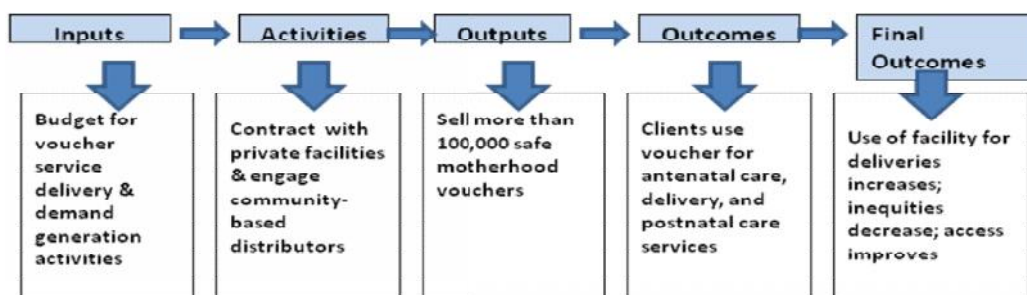 Inputs
Activities
Outputs
Outcomes
Final
Outcomes
Budget for
voucher
service
delivery &
demand
generation
activities
Contract with
private facilities
& engage
community-
based
distributors
Sell more than
100,000 safe
motherhood
vouchers
Clients use
voucher for
antenatal care,
delivery, and
postnatal care
services
Use of facility for
deliveries
increases;
inequities
decrease; access
improves